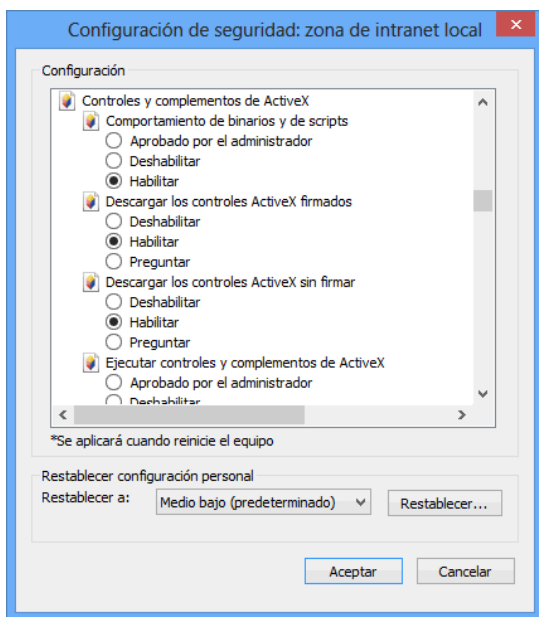 Configuración de seguridad: zona de intranet local
Configuración
Controles y complementos de ActiveX
Comportamiento de binarios y de scripts
Aprobado por el administrador
Deshabilitar
Habilitar
Descargar los controles ActiveX firmados
Deshabilitar
Habilitar
Preguntar
Descargar los controles ActiveX sin firmar
Deshabilitar
Habilitar
Preguntar
Ejecutar controles y complementos de ActiveX
Aprobado por el administrador
Deshabilitar
*Se aplicará cuando reinicie el equipo
Restablecer configuración personal
Restablecer a: Medio bajo (predeterminado) Restablecer...
Aceptar Cancelar